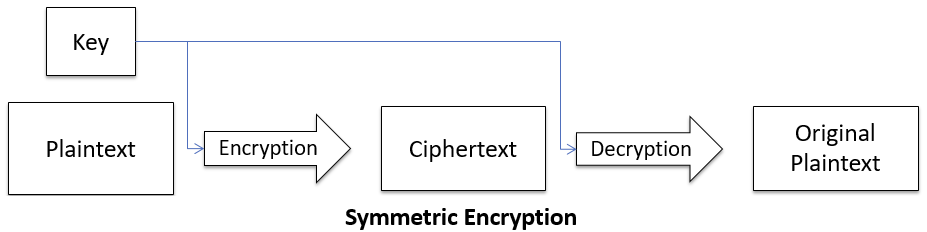 Key
Plaintext
Encryption
Ciphertext
Decryption
Original
Plaintext
Symmetric Encryption